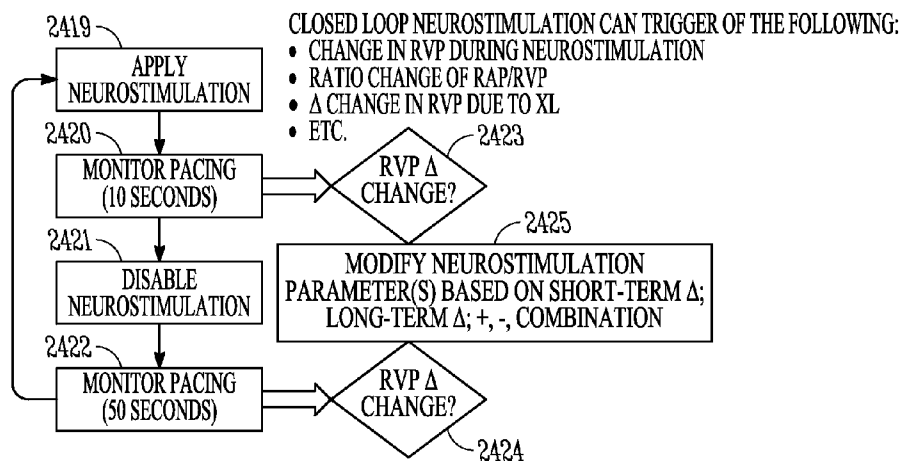 2419
APPLY
NEUROSTIMULATION
CLOSED LOOP NEUROSTIMULATION CAN TRIGGER OF THE FOLLOWING:
• CHANGE IN RVP DURING NEUROSTIMULATION
• RATIO CHANGE OF RAP/RVP
• Δ CHANGE IN RVP DUE TO XL
• ETC.
2420
MONITOR PACING
(10 SECONDS)
2423
RVP Δ
CHANGE?
2421
DISABLE
NEUROSTIMULATION
2425
MODIFY NEUROSTIMULATION
PARAMETER(S) BASED ON SHORT-TERM Δ;
LONG-TERM Δ; +, -, COMBINATION
2422
MONITOR PACING
(50 SECONDS)
RVP Δ
CHANGE?
2424